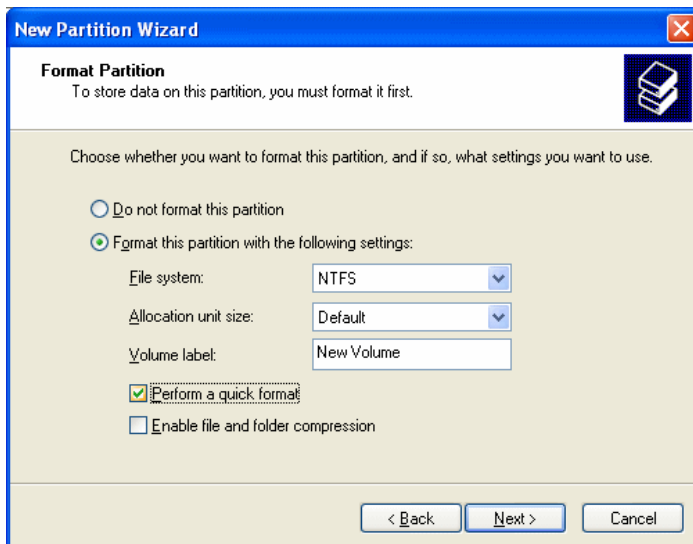 New Partition Wizard
Format Partition
To store data on this partition, you must format it first.
Choose whether you want to format this partition, and if so, what settings you want to use.
Do not format this partition
Format this partition with the following settings:
File system: NTFS
Allocation unit size: Default
Volume label: New Volume
Perform a quick format
Enable file and folder compression
< Back Next > Cancel